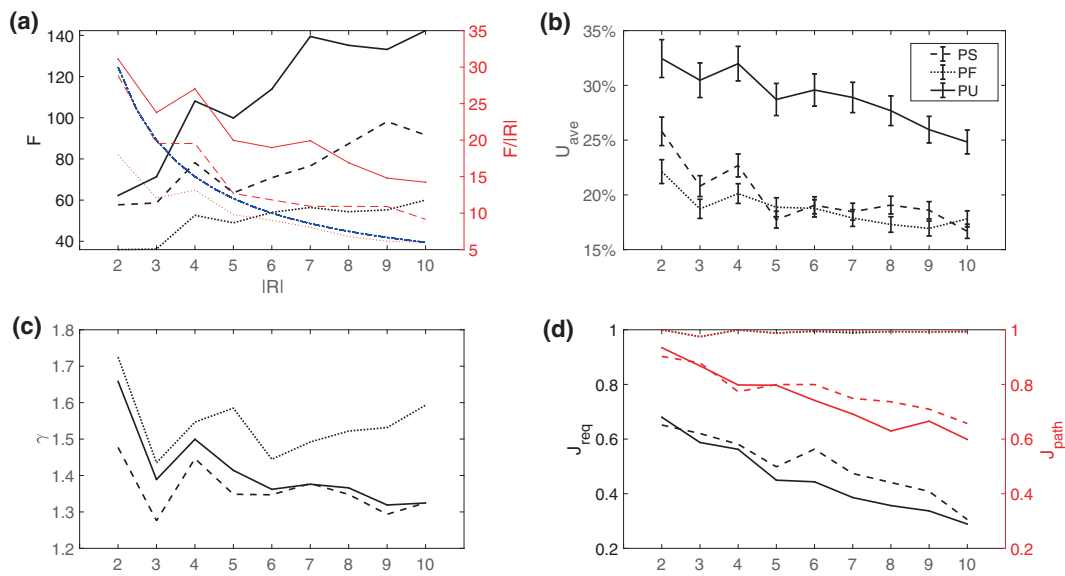 (a)
140
120
100
80
60
40
F
35
30
25
20
15
10
5
F/|R|
2 3 4 5 6 7 8 9 10
|R|
(b)
35%
30%
25%
20%
15%
U_ave
PS
PF
PU
2 3 4 5 6 7 8 9 10
(c)
1.8
1.7
1.6
1.5
1.4
1.3
1.2
γ
2 3 4 5 6 7 8 9 10
(d)
1
0.8
0.6
0.4
0.2
J_req
1
0.8
0.6
0.4
0.2
J_path
2 3 4 5 6 7 8 9 10